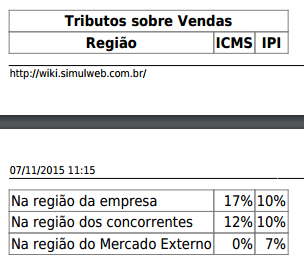 Tributos sobre Vendas
Região ICMS IPI
http://wiki.simulweb.com.br/
07/11/2015 11:15
Na região da empresa 17% 10%
Na região dos concorrentes 12% 10%
Na região do Mercado Externo 0% 7%